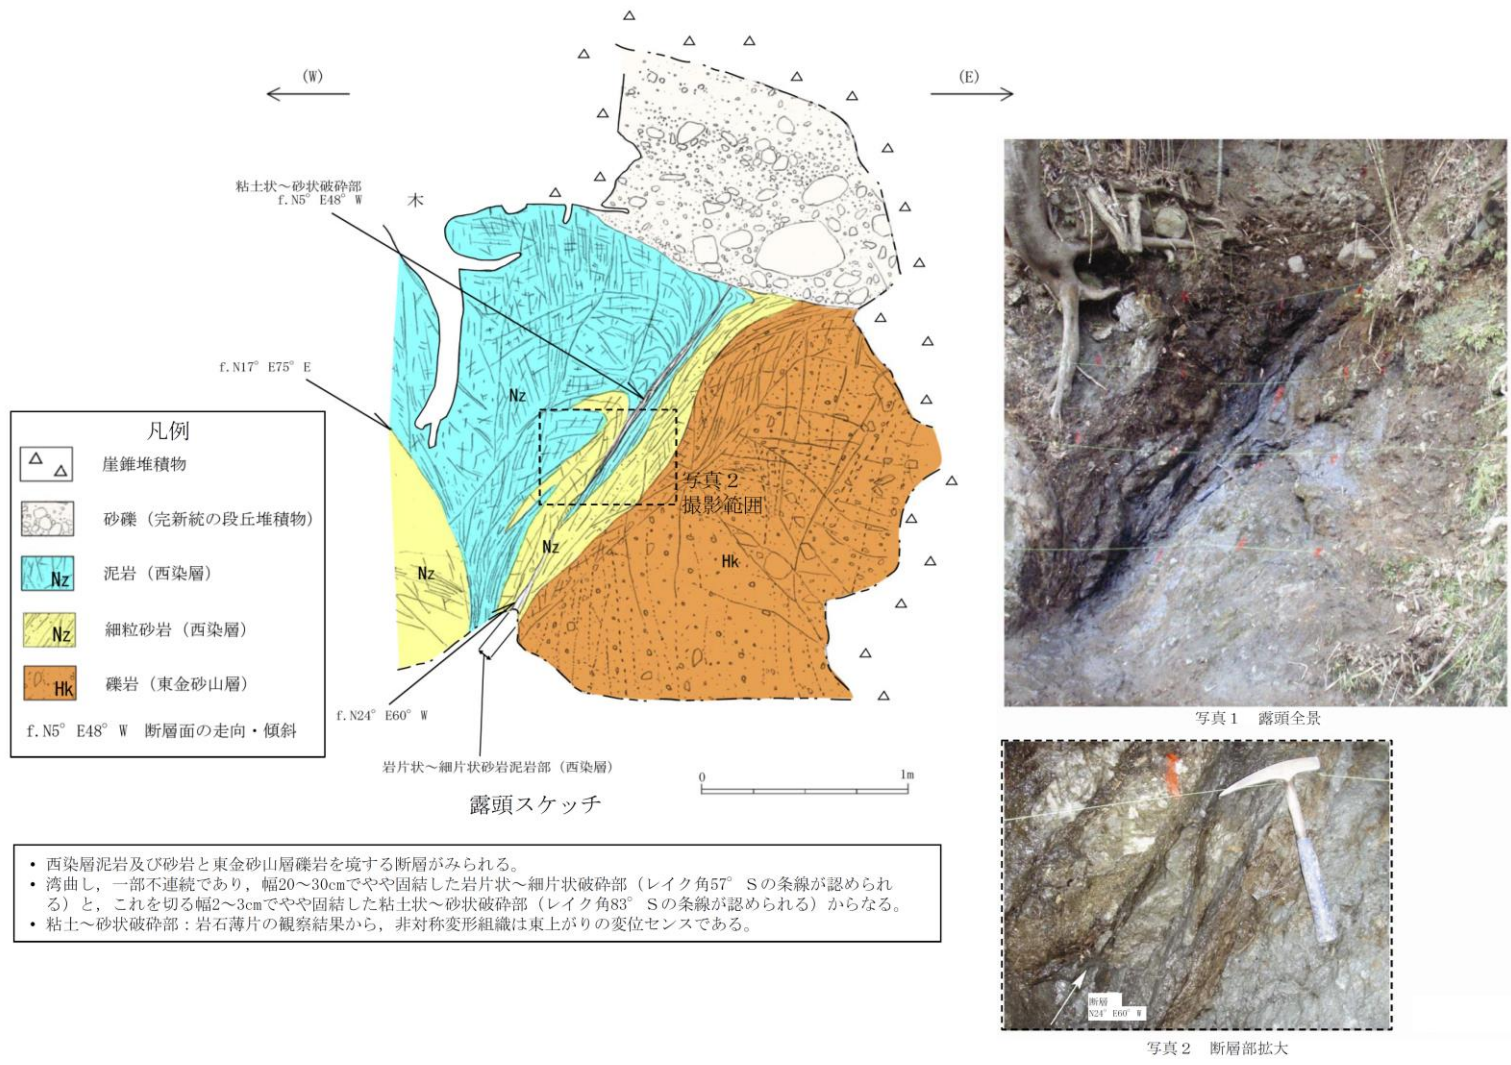 (W)
(E)
粘土状～砂状破砕部
f.N5°E48°W
木
f.N17°E75°E
Nz
写真２
撮影範囲
Nz
Nz
Hk
凡例
崖錐堆積物
砂礫（完新統の段丘堆積物）
Nz 泥岩（西染層）
Nz 細粒砂岩（西染層）
Hk 礫岩（東金砂山層）
f.N5°E48°W 断層面の走向・傾斜
f.N24°E60°W
岩片状～細片状砂岩泥岩部（西染層）
0 1m
露頭スケッチ
写真１ 露頭全景
断層
N24°E60°W
写真２ 断層部拡大
・西染層泥岩及び砂岩と東金砂山層礫岩を境する断層がみられる。
・湾曲し，一部不連続であり，幅20～30cmでやや固結した岩片状～細片状破砕部（レイク角57°Ｓの条線が認められ
る）と，これを切る幅2～3cmでやや固結した粘土状～砂状破砕部（レイク角83°Ｓの条線が認められる）からなる。
・粘土～砂状破砕部：岩石薄片の観察結果から，非対称変形組織は東上がりの変位センスである。